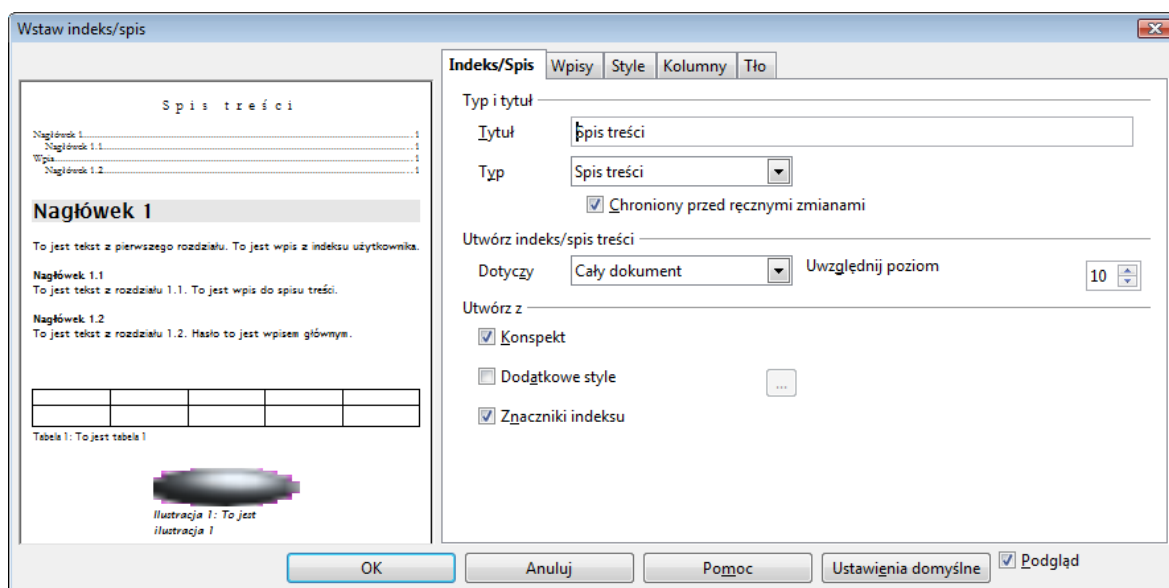 Wstaw indeks/spis
Spis treści
Nagłówek 1 1
Nagłówek 1.1 1
Wpis 1
Nagłówek 1.2 1
Nagłówek 1
To jest tekst z pierwszego rozdziału. To jest wpis z indeksu użytkownika.
Nagłówek 1.1
To jest tekst z rozdziału 1.1. To jest wpis do spisu treści.
Nagłówek 1.2
To jest tekst z rozdziału 1.2. Hasło to jest wpisem głównym.
Tabela 1: To jest tabela 1
Ilustracja 1: To jest
ilustracja 1
Indeks/Spis Wpisy Style Kolumny Tło
Typ i tytuł
Tytuł Spis treści
Typ Spis treści
Chroniony przed ręcznymi zmianami
Utwórz indeks/spis treści
Dotyczy Cały dokument Uwzględnij poziom 10
Utwórz z
Konspekt
Dodatkowe style ...
Znaczniki indeksu
OK Anuluj Pomoc Ustawienia domyślne Podgląd